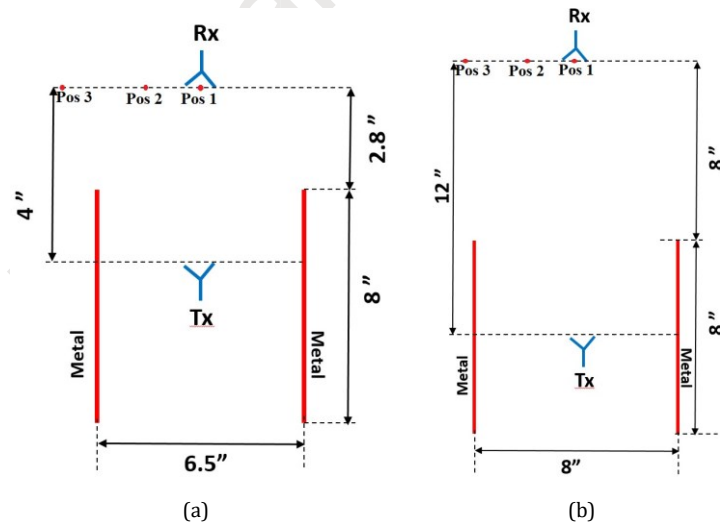 Rx
Pos 3
Pos 2
Pos 1
2.8”
4”
8”
Tx
Metal
Metal
6.5”
(a)
Rx
Pos 3
Pos 2
Pos 1
8”
12”
8”
Tx
Metal
Metal
8”
(b)